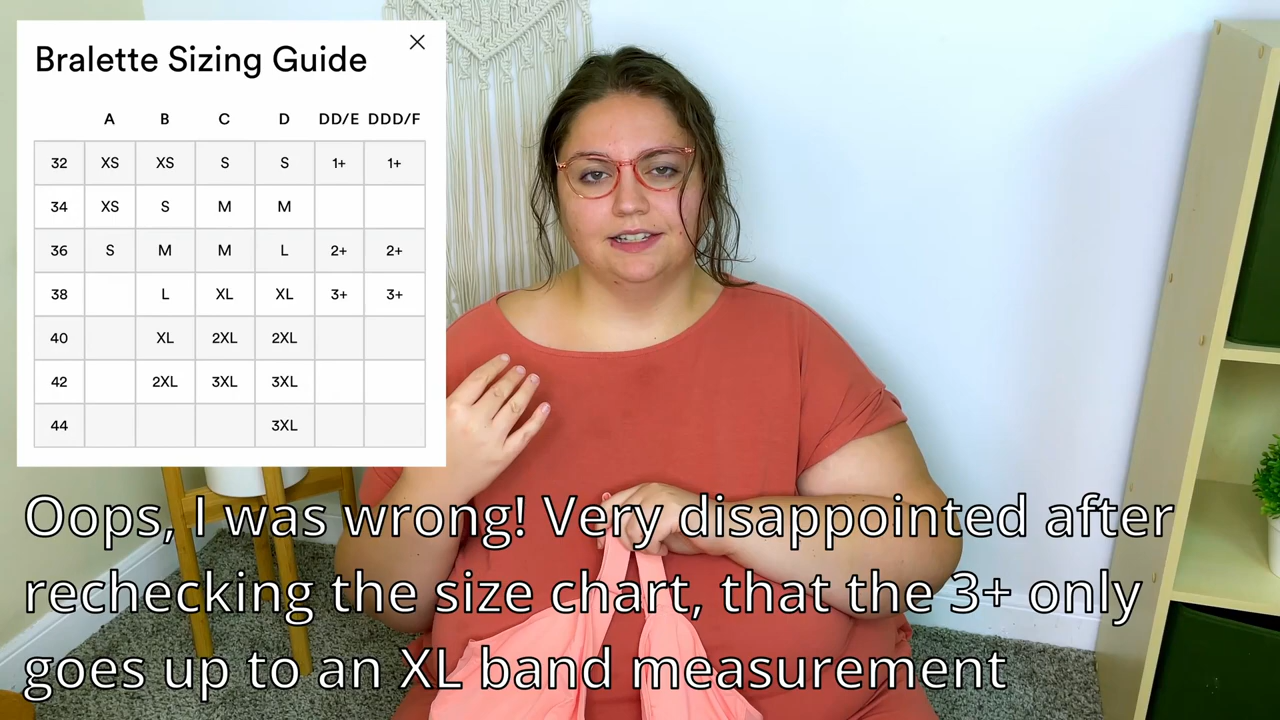 Bralette Sizing Guide
A B C D DD/E DDD/F
32 XS XS S S 1+ 1+
34 XS S M M
36 S M M L 2+ 2+
38 L XL XL 3+ 3+
40 XL 2XL 2XL
42 2XL 3XL 3XL
44 3XL
Oops, I was wrong! Very disappointed after
rechecking the size chart, that the 3+ only
goes up to an XL band measurement